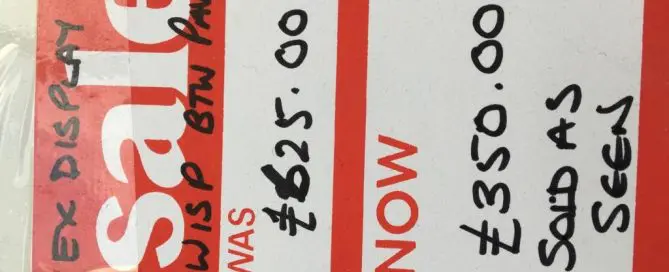 EX DISPLAY
sale
WISP BTW
WAS
£625.00
NOW
£350.00
SOLD AS
SEEN